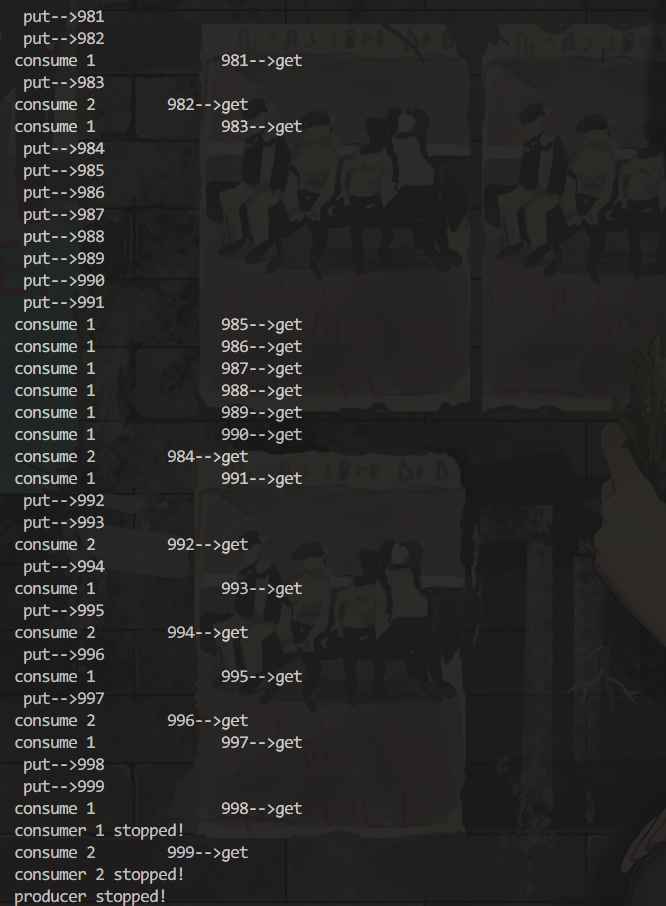 put-->981
put-->982
consume 1 981-->get
put-->983
consume 2 982-->get
consume 1 983-->get
put-->984
put-->985
put-->986
put-->987
put-->988
put-->989
put-->990
put-->991
consume 1 985-->get
consume 1 986-->get
consume 1 987-->get
consume 1 988-->get
consume 1 989-->get
consume 1 990-->get
consume 2 984-->get
consume 1 991-->get
put-->992
put-->993
consume 2 992-->get
put-->994
consume 1 993-->get
put-->995
consume 2 994-->get
put-->996
consume 1 995-->get
put-->997
consume 2 996-->get
consume 1 997-->get
put-->998
put-->999
consume 1 998-->get
consumer 1 stopped!
consume 2 999-->get
consumer 2 stopped!
producer stopped!